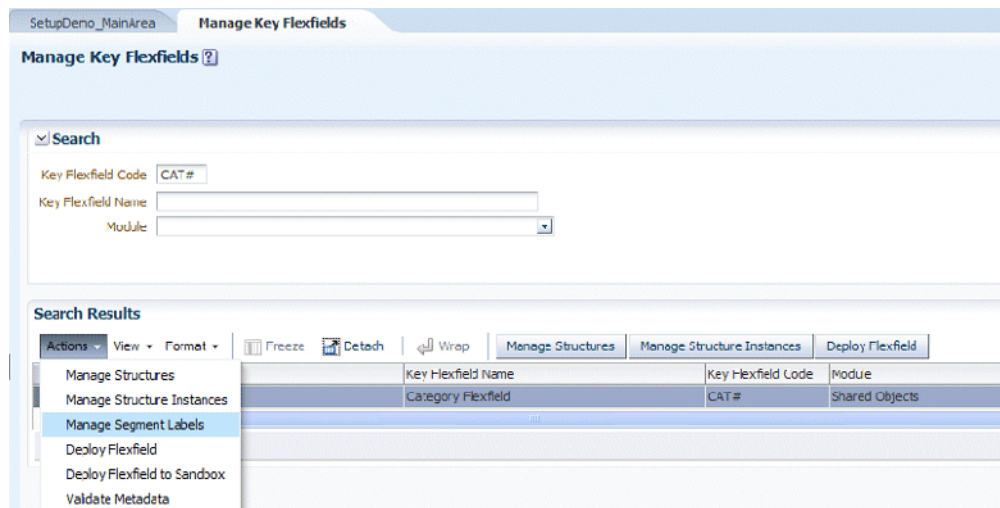 SetupDemo_MainArea Manage Key Flexfields
Manage Key Flexfields ?
Search
Key Flexfield Code CAT#
Key Flexfield Name
Module
Search Results
Actions View Format Freeze Detach Wrap Manage Structures Manage Structure Instances Deploy Flexfield
Key Flexfield Name Key Flexfield Code Module
Category Flexfield CAT# Shared Objects
Manage Structures
Manage Structure Instances
Manage Segment Labels
Deploy Flexfield
Deploy Flexfield to Sandbox
Validate Metadata